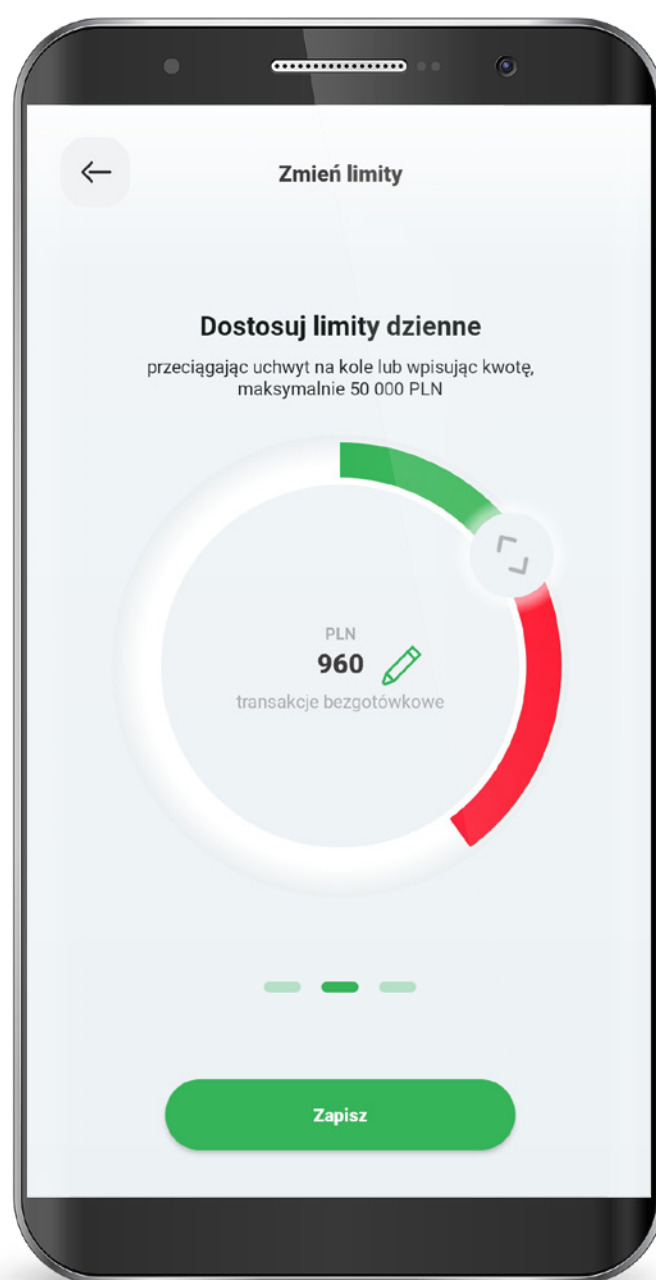 Zmień limity
Dostosuj limity dzienne
przeciągając uchwyt na kole lub wpisując kwotę,
maksymalnie 50 000 PLN
PLN
960
transakcje bezgotówkowe
Zapisz